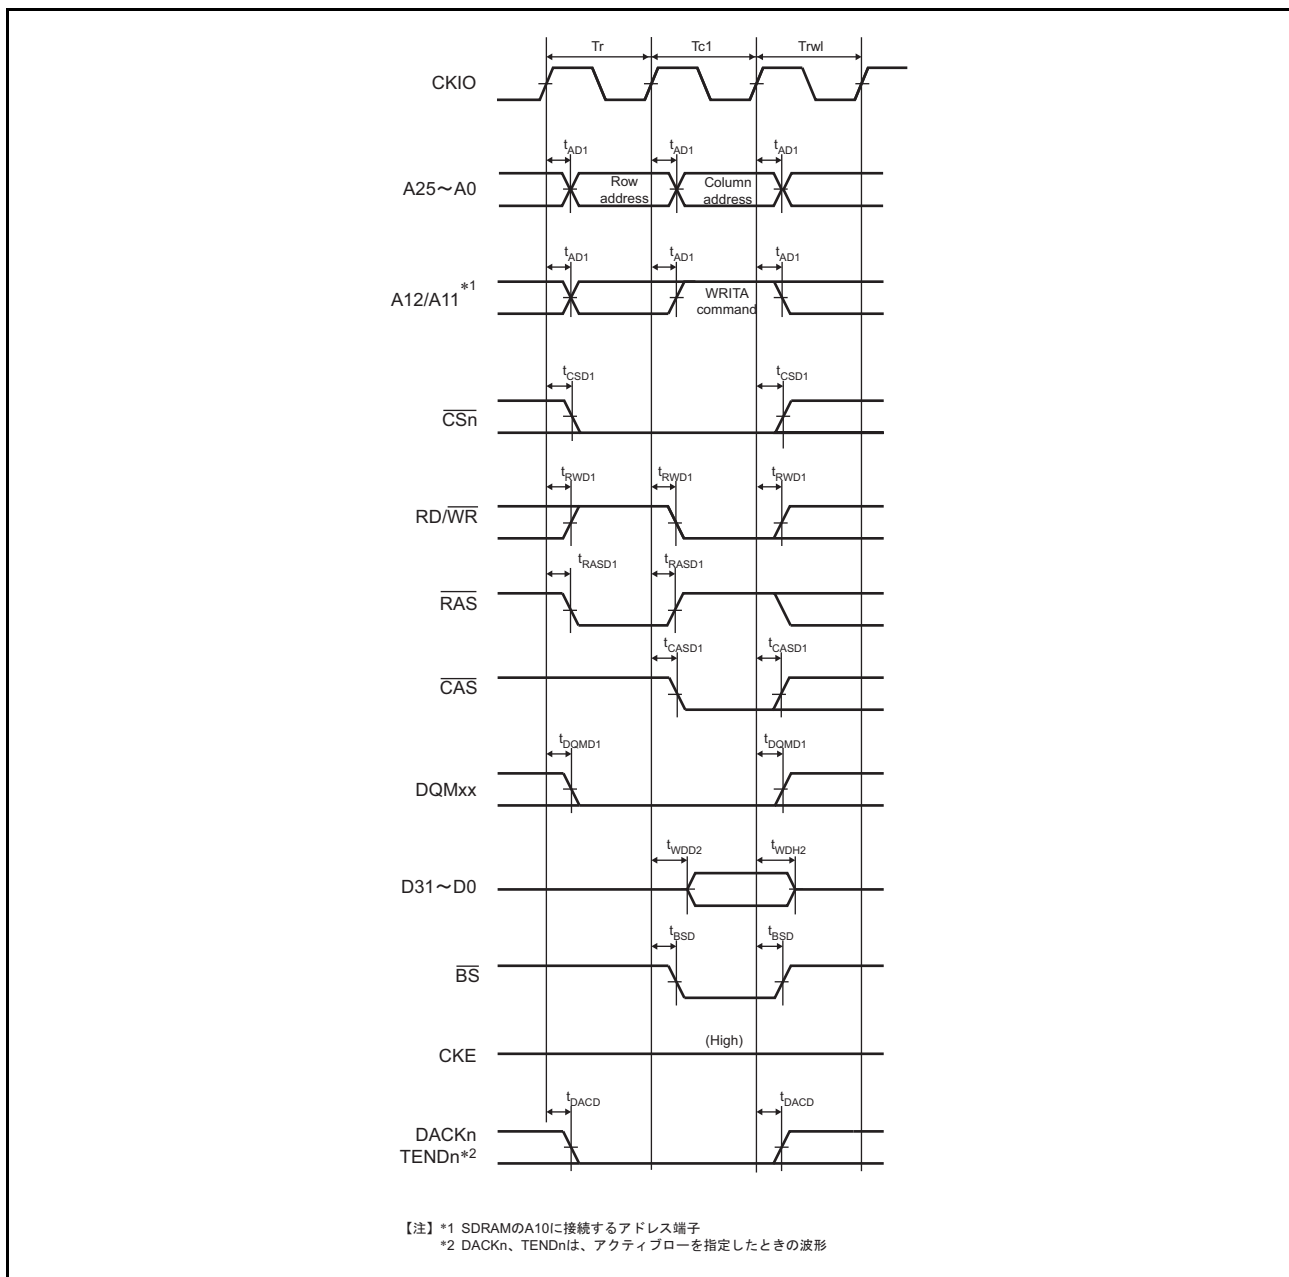 Tr Tc1 Trwl
CKIO
tAD1 tAD1 tAD1
A25～A0
Row address
Column address
tAD1 tAD1 tAD1
A12/A11*1
WRITA command
tCSD1 tCSD1
CSn
tRWD1 tRWD1 tRWD1
RD/WR
tRASD1 tRASD1
RAS
tCASD1 tCASD1
CAS
tDQMD1 tDQMD1
DQMxx
tWDD2 tWDH2
D31～D0
tBSD tBSD
BS
(High)
CKE
tDACD tDACD
DACKn
TENDn*2
【注】*1 SDRAMのA10に接続するアドレス端子
*2 DACKn、TENDnは、アクティブローを指定したときの波形